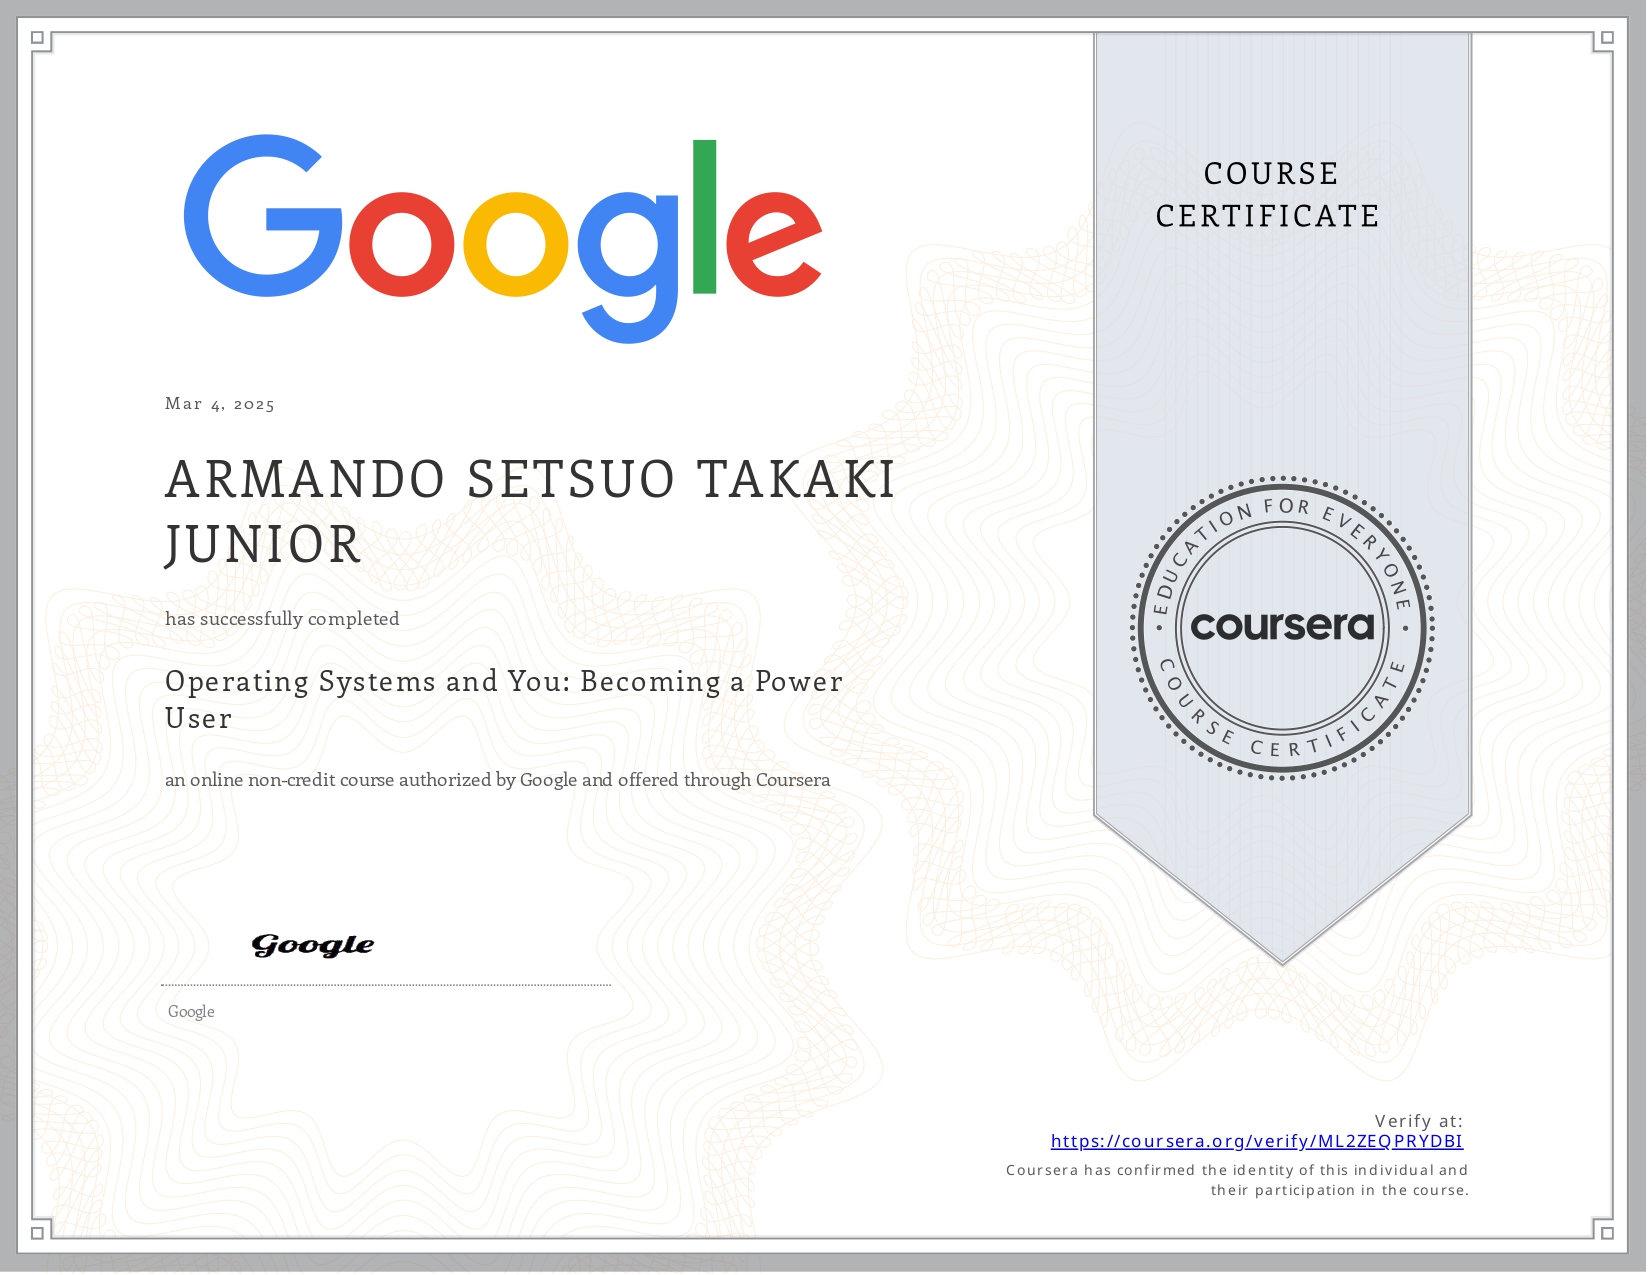 Google
COURSE
CERTIFICATE
Mar 4, 2025
ARMANDO SETSUO TAKAKI
JUNIOR
has successfully completed
Operating Systems and You: Becoming a Power
User
an online non-credit course authorized by Google and offered through Coursera
EDUCATION FOR EVERYONE
coursera
COURSE CERTIFICATE
Google
Google
Verify at:
https://coursera.org/verify/ML2ZEQPRYDBI
Coursera has confirmed the identity of this individual and
their participation in the course.